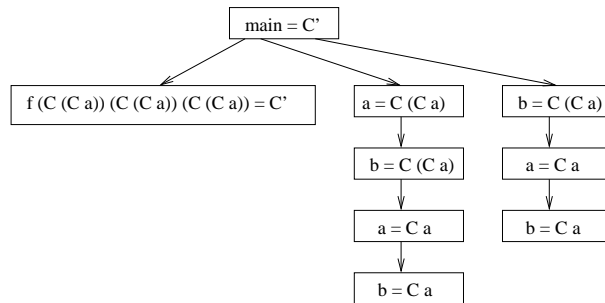 main = C'
f (C (C a)) (C (C a)) (C (C a)) = C'
a = C (C a)
b = C (C a)
b = C (C a)
a = C a
a = C a
b = C a
b = C a